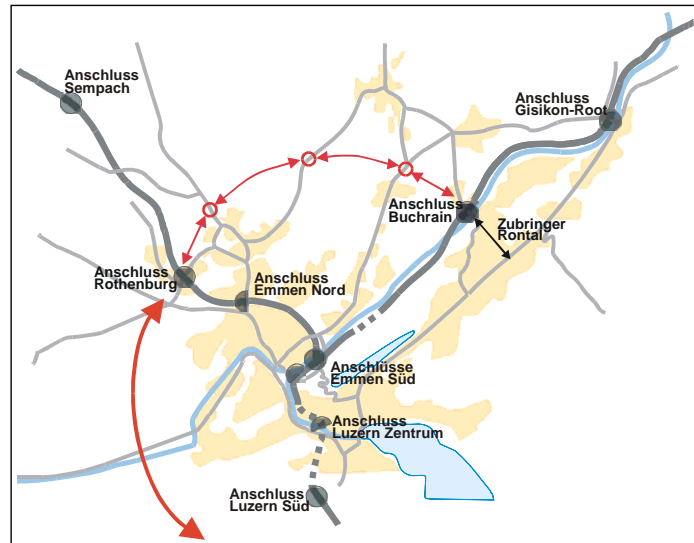 Anschluss
Sempach
Anschluss
Gisikon-Root
Anschluss
Buchrain
Zubringer
Rontal
Anschluss
Rothenburg
Anschluss
Emmen Nord
Anschlüsse
Emmen Süd
Anschluss
Luzern Zentrum
Anschluss
Luzern Süd